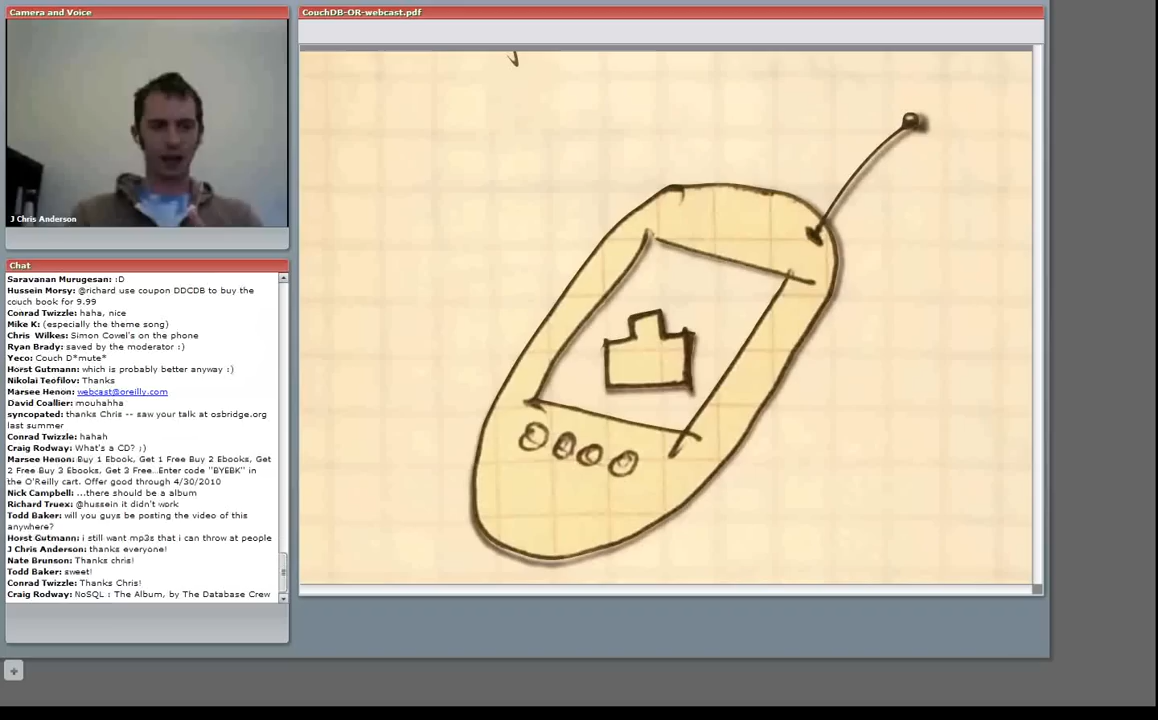 Camera and Voice
J Chris Anderson
Chat
Saravanan Murugesan: :D
Hussein Morsy: @richard use coupon DDCDB to buy the
couch book for 9.99
Conrad Twizzle: haha, nice
Mike K: (especially the theme song)
Chris Wilkes: Simon Cowel's on the phone
Ryan Brady: saved by the moderator :)
Yeco: Couch D*mute*
Horst Gutmann: which is probably better anyway :)
Nikolai Teofilov: Thanks
Marsee Henon: webcast@oreilly.com
David Coallier: mouhahha
syncopated: thanks Chris -- saw your talk at osbridge.org
last summer
Conrad Twizzle: hahah
Craig Rodway: What's a CD? ;)
Marsee Henon: Buy 1 Ebook, Get 1 Free Buy 2 Ebooks, Get
2 Free Buy 3 Ebooks, Get 3 Free...Enter code "BYEBK" in
the O'Reilly cart. Offer good through 4/30/2010
Nick Campbell: ...there should be a album
Richard Truex: @hussein it didn't work
Todd Baker: will you guys be posting the video of this
anywhere?
Horst Gutmann: i still want mp3s that i can throw at people
J Chris Anderson: thanks everyone!
Nate Brunson: Thanks chris!
Todd Baker: sweet!
Conrad Twizzle: Thanks Chris!
Craig Rodway: NoSQL : The Album, by The Database Crew
CouchDB-OR-webcast.pdf